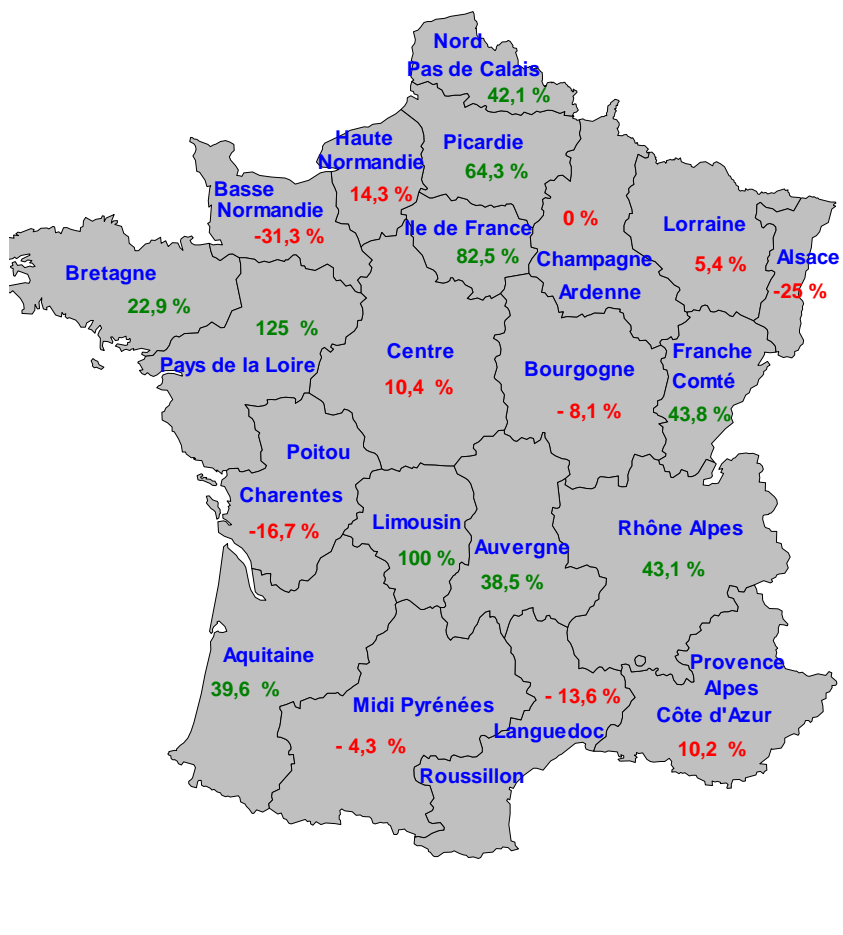 Nord
Pas de Calais
42,1 %
Haute
Normandie
14,3 %
Picardie
64,3 %
Basse
Normandie
-31,3 %
Ile de France
82,5 %
0 %
Champagne
Ardenne
Lorraine
5,4 %
Alsace
-25 %
Bretagne
22,9 %
125 %
Pays de la Loire
Centre
10,4 %
Bourgogne
- 8,1 %
Franche
Comté
43,8 %
Poitou
Charentes
-16,7 %
Limousin
100 %
Auvergne
38,5 %
Rhône Alpes
43,1 %
Aquitaine
39,6 %
Midi Pyrénées
- 4,3 %
- 13,6 %
Languedoc
Roussillon
Provence
Alpes
Côte d'Azur
10,2 %